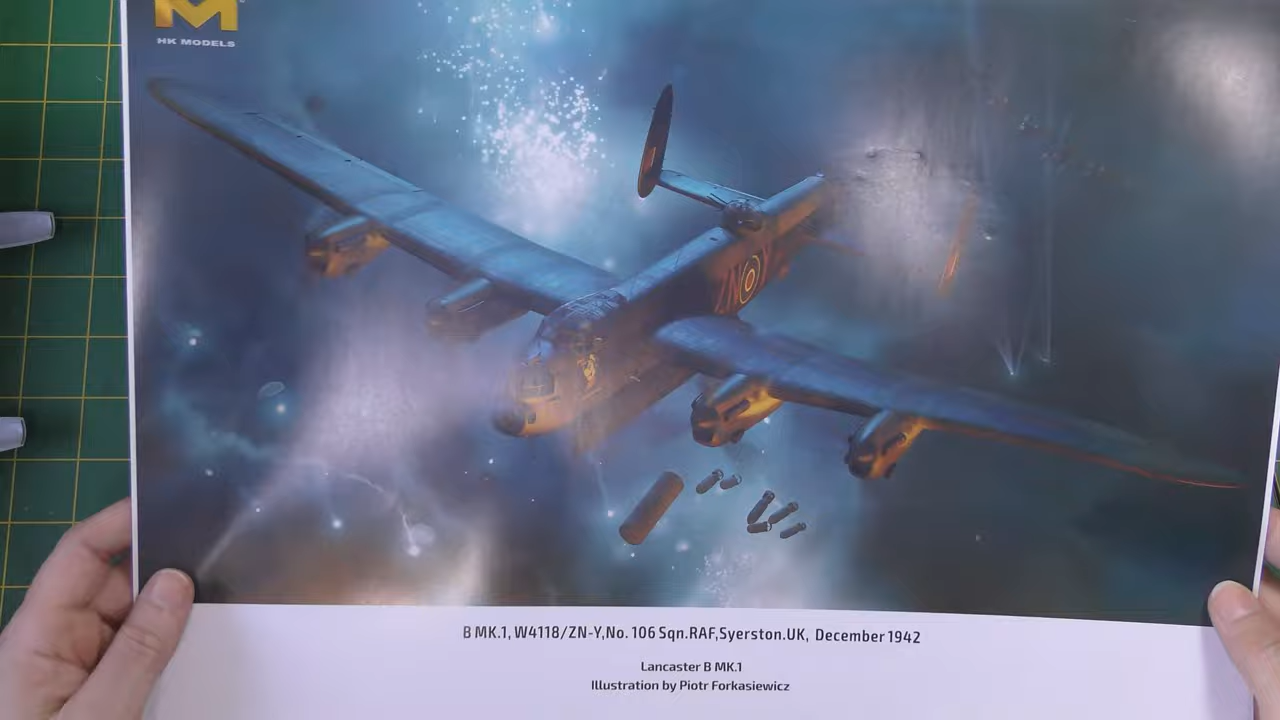 HK MODELS
ZN
B MK.1, W4118/ZN-Y,No. 106 Sqn.RAF,Syerston.UK, December 1942
Lancaster B MK.1
Illustration by Piotr Forkasiewicz